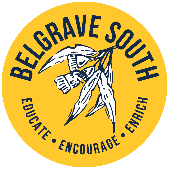 BELGRAVE SOUTH
EDUCATE • ENCOURAGE • ENRICH